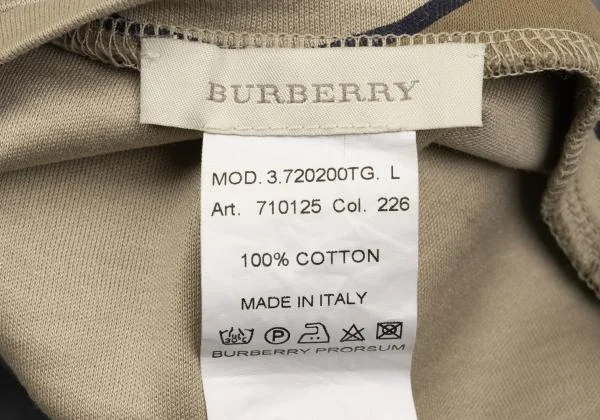 BURBERRY
MOD. 3.720200TG. L
Art. 710125 Col. 226
100% COTTON
MADE IN ITALY
P
BURBERRY PRORSUM